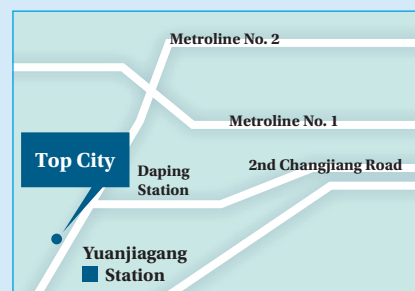 Metroline No. 2
Metroline No. 1
Top City
Daping
Station
2nd Changjiang Road
Yuanjiagang
Station